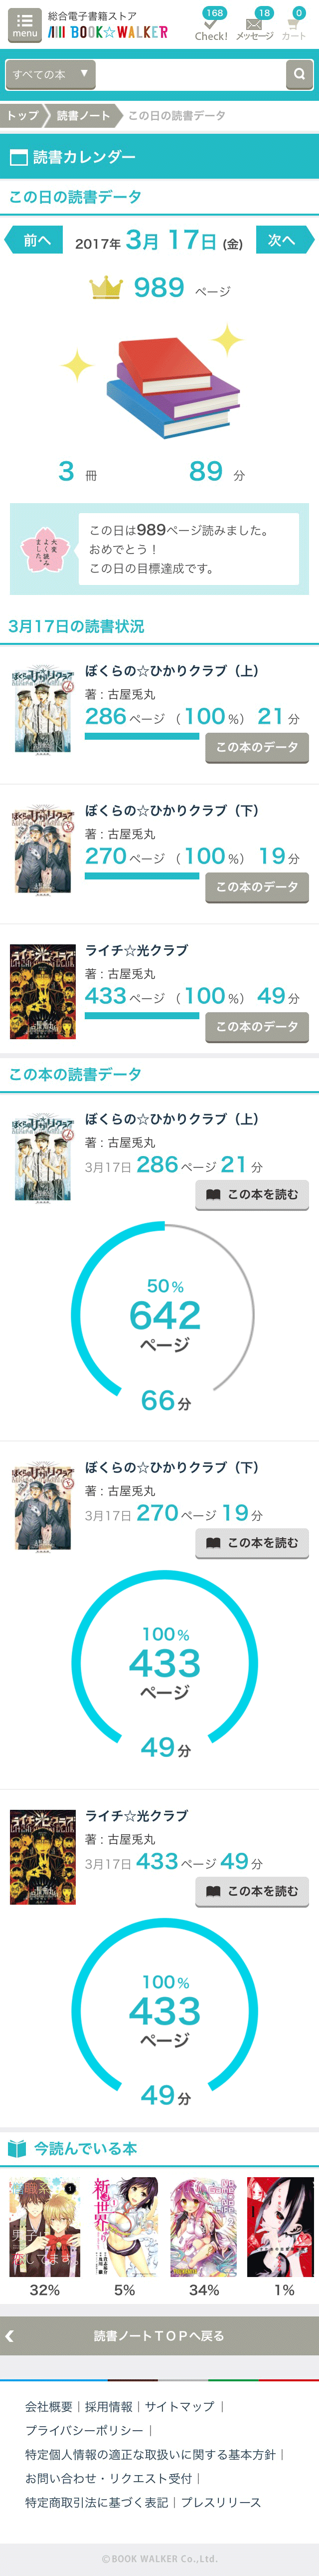 menu
総合電子書籍ストア
BOOK☆WALKER
168
Check!
18
メッセージ
0
カート
すべての本 ▼
トップ
読書ノート
この日の読書データ
読書カレンダー
この日の読書データ
前へ
2017年 3月 17日 (金)
次へ
989 ページ
3 冊
89 分
大変
よく読み
ました。
この日は989ページ読みました。
おめでとう！
この日の目標達成です。
3月17日の読書状況
ぼくらの☆ひかりクラブ（上）
著 : 古屋兎丸
286 ページ （100％） 21 分
この本のデータ
ぼくらの☆ひかりクラブ（下）
著 : 古屋兎丸
270 ページ （100％） 19 分
この本のデータ
ライチ☆光クラブ
著 : 古屋兎丸
433 ページ （100％） 49 分
この本のデータ
この本の読書データ
ぼくらの☆ひかりクラブ（上）
著 : 古屋兎丸
3月17日 286 ページ 21 分
この本を読む
50 %
642
ページ
66 分
ぼくらの☆ひかりクラブ（下）
著 : 古屋兎丸
3月17日 270 ページ 19 分
この本を読む
100 %
433
ページ
49 分
ライチ☆光クラブ
著 : 古屋兎丸
3月17日 433 ページ 49 分
この本を読む
100 %
433
ページ
49 分
今読んでいる本
32%
5%
34%
1%
読書ノートＴＯＰへ戻る
会社概要｜採用情報｜サイトマップ｜
プライバシーポリシー｜
特定個人情報の適正な取扱いに関する基本方針｜
お問い合わせ・リクエスト受付｜
特定商取引法に基づく表記｜プレスリリース
©BOOK WALKER Co.,Ltd.